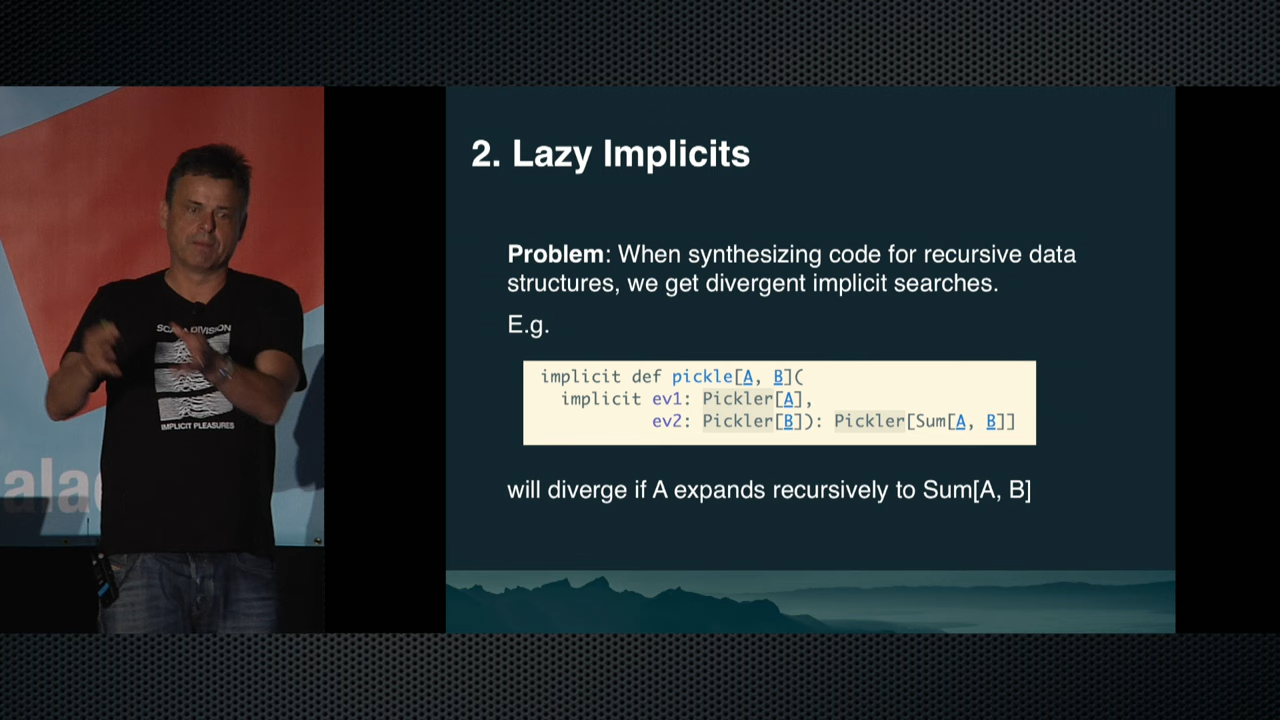 alad
SCALA DIVISION
IMPLICIT PLEASURES
2. Lazy Implicits
Problem: When synthesizing code for recursive data
structures, we get divergent implicit searches.
E.g.
implicit def pickle[A, B](
implicit ev1: Pickler[A],
ev2: Pickler[B]): Pickler[Sum[A, B]]
will diverge if A expands recursively to Sum[A, B]